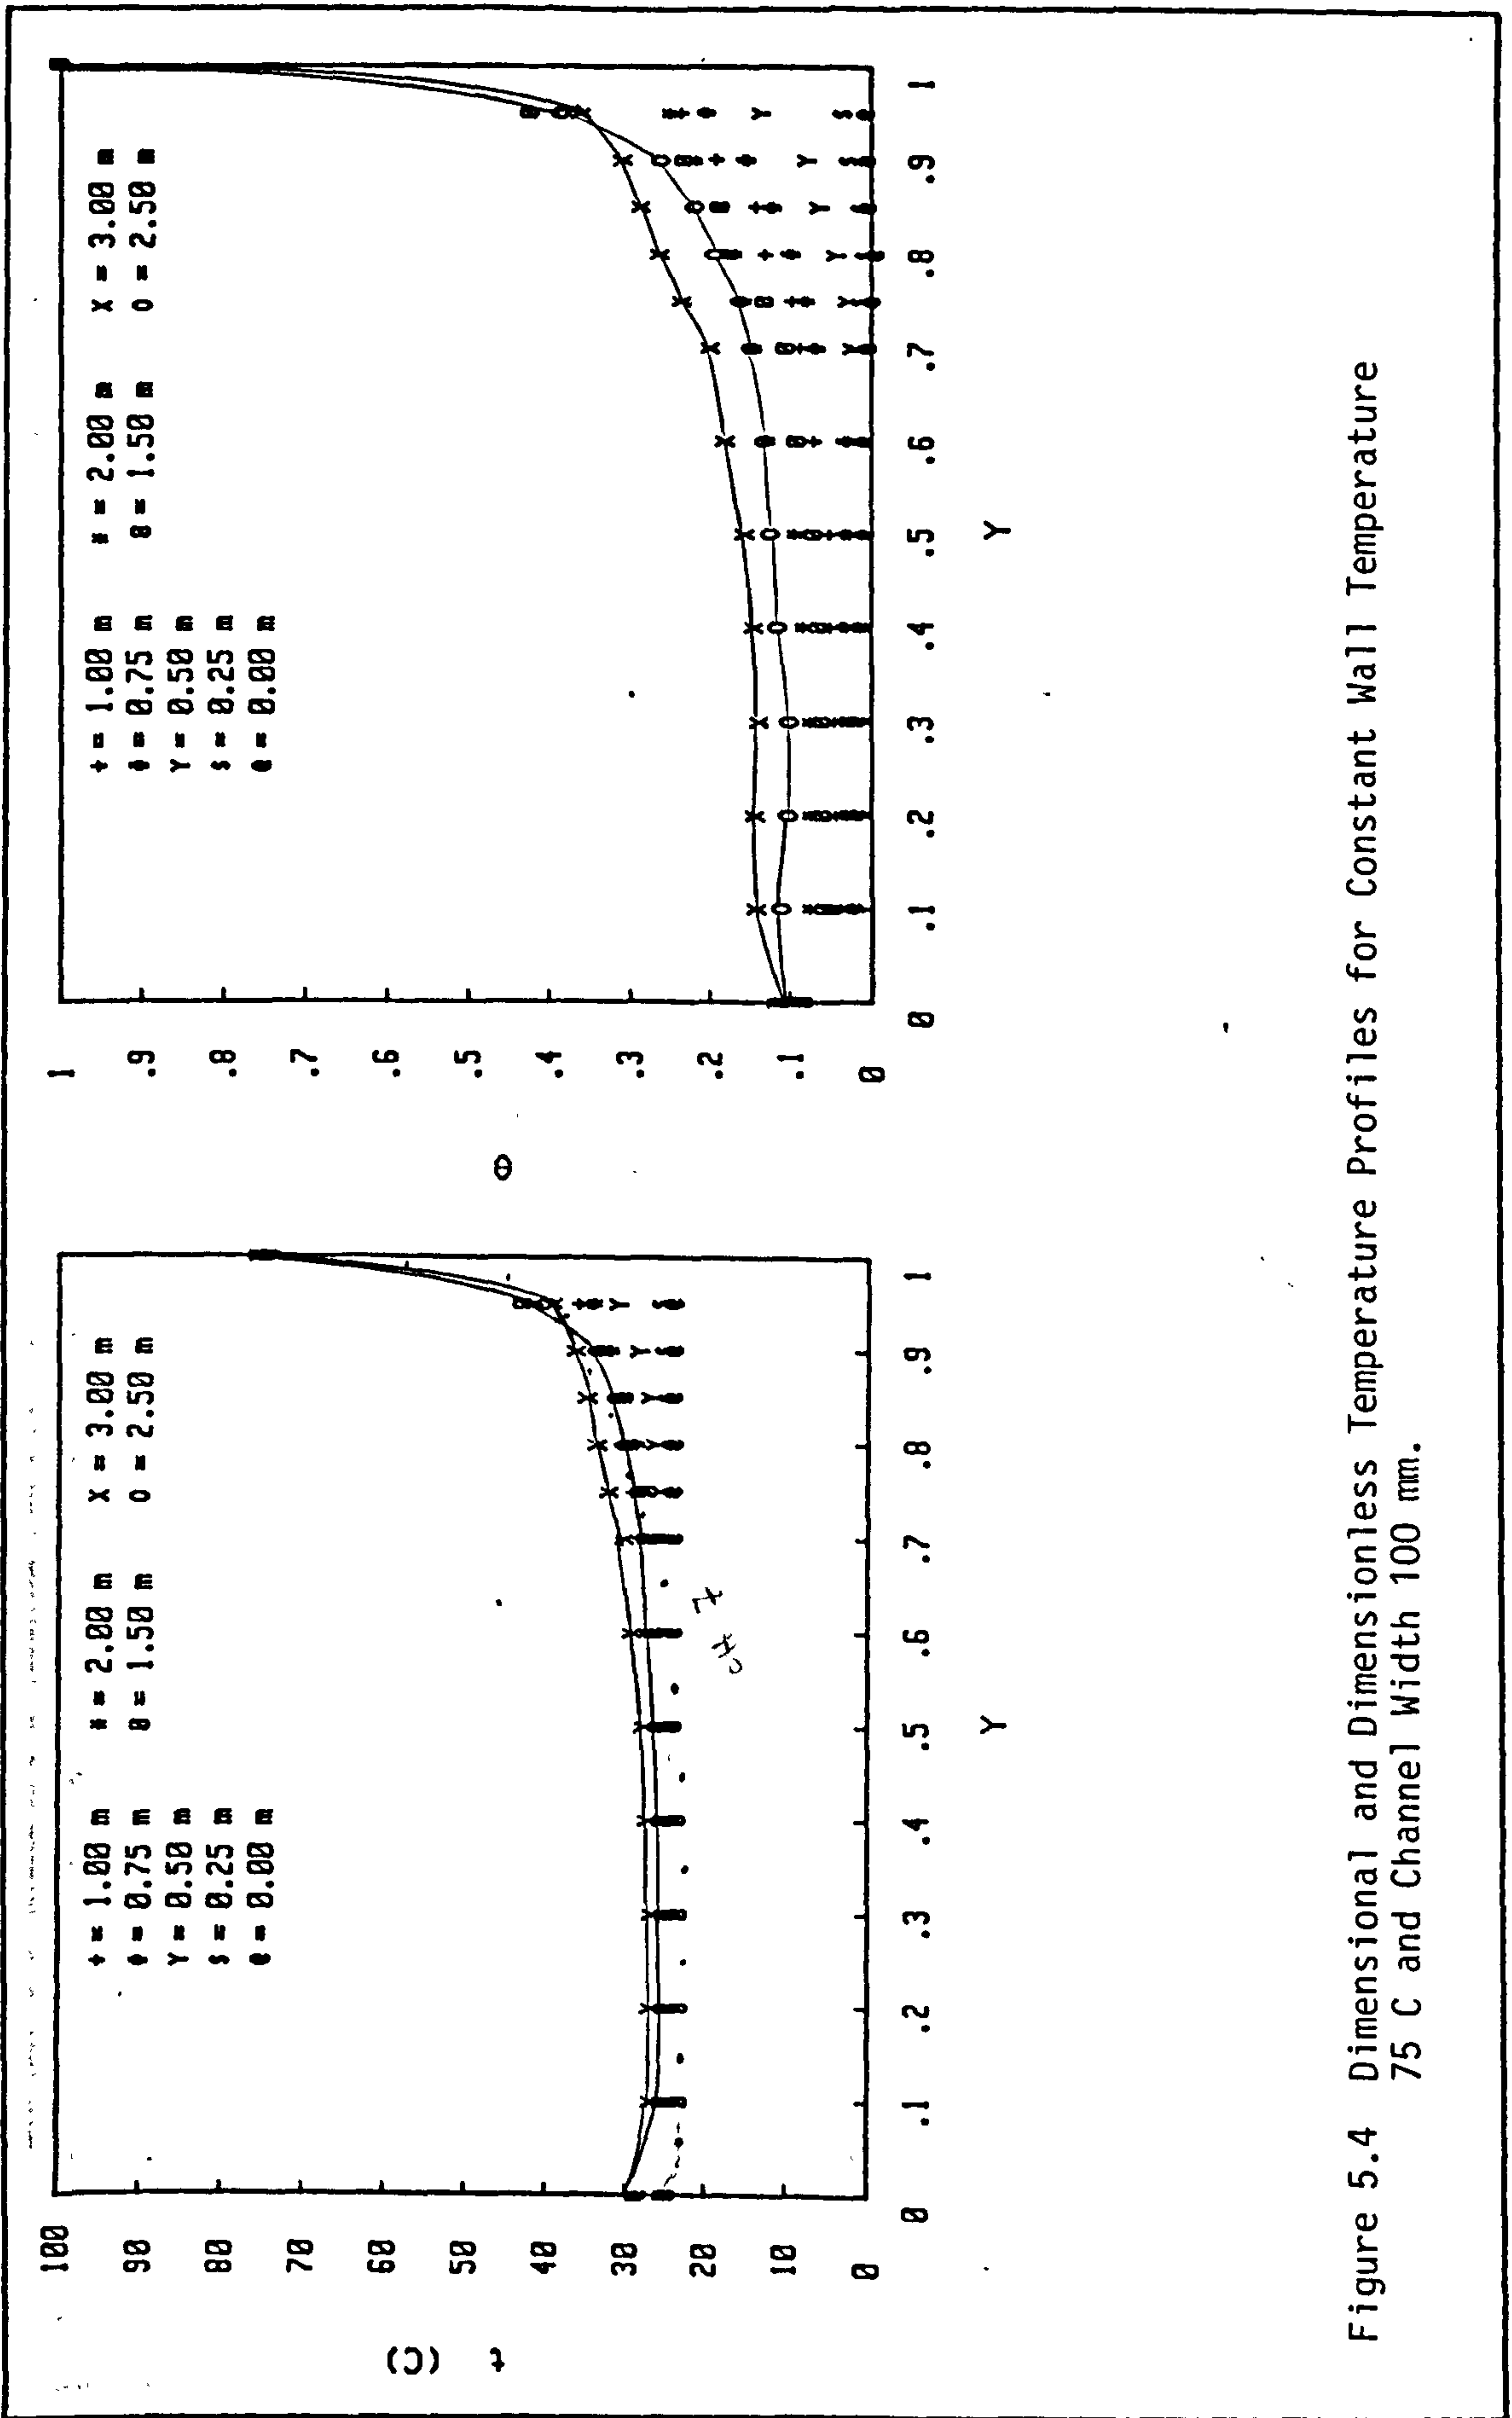 + = 1.00 m * = 2.00 m X = 3.00 m
ϕ = 0.75 m 0 = 1.50 m O = 2.50 m
Y = 0.50 m
$ = 0.25 m
@ = 0.00 m
t (C)
100
90
80
70
60
50
40
30
20
10
0
0 .1 .2 .3 .4 .5 .6 .7 .8 .9 1
Y
+ = 1.00 m * = 2.00 m X = 3.00 m
ϕ = 0.75 m 0 = 1.50 m O = 2.50 m
Y = 0.50 m
$ = 0.25 m
@ = 0.00 m
Θ
1
.9
.8
.7
.6
.5
.4
.3
.2
.1
0
0 .1 .2 .3 .4 .5 .6 .7 .8 .9 1
Y
Figure 5.4 Dimensional and Dimensionless Temperature Profiles for Constant Wall Temperature
75 C and Channel Width 100 mm.